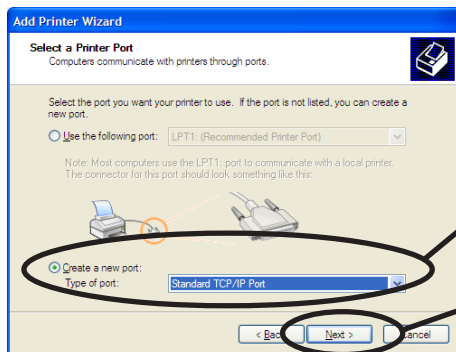 Add Printer Wizard
Select a Printer Port
Computers communicate with printers through ports.
Select the port you want your printer to use. If the port is not listed, you can create a
new port.
Use the following port: LPT1: (Recommended Printer Port)
Note: Most computers use the LPT1: port to communicate with a local printer.
The connector for this port should look something like this:
Create a new port:
Type of port: Standard TCP/IP Port
< Back Next > Cancel